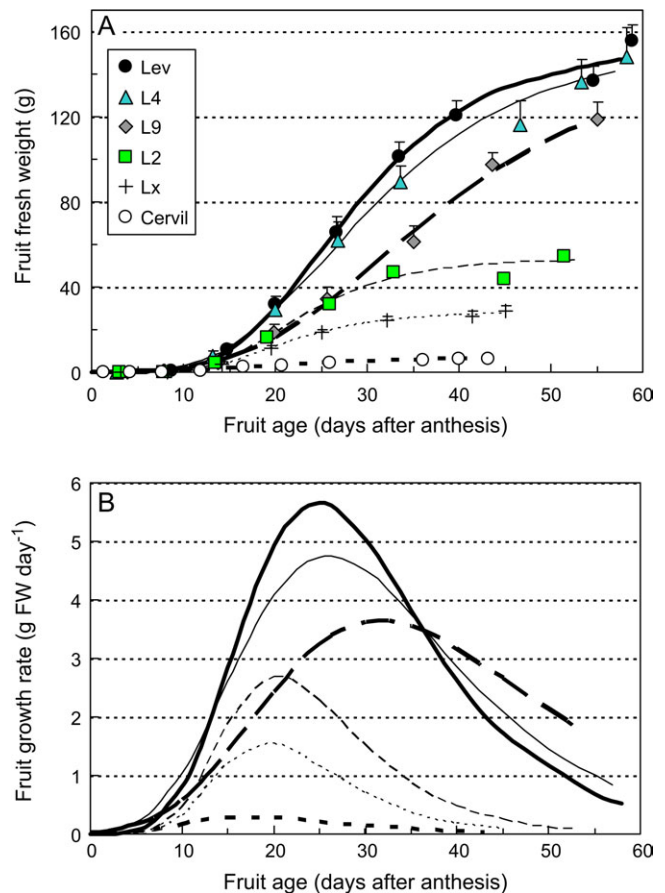 A
160
120
80
40
0
Fruit fresh weight (g)
Lev
L4
L9
L2
Lx
Cervil
0 10 20 30 40 50 60
Fruit age (days after anthesis)
B
6
5
4
3
2
1
0
Fruit growth rate (g FW day⁻¹)
0 10 20 30 40 50 60
Fruit age (days after anthesis)